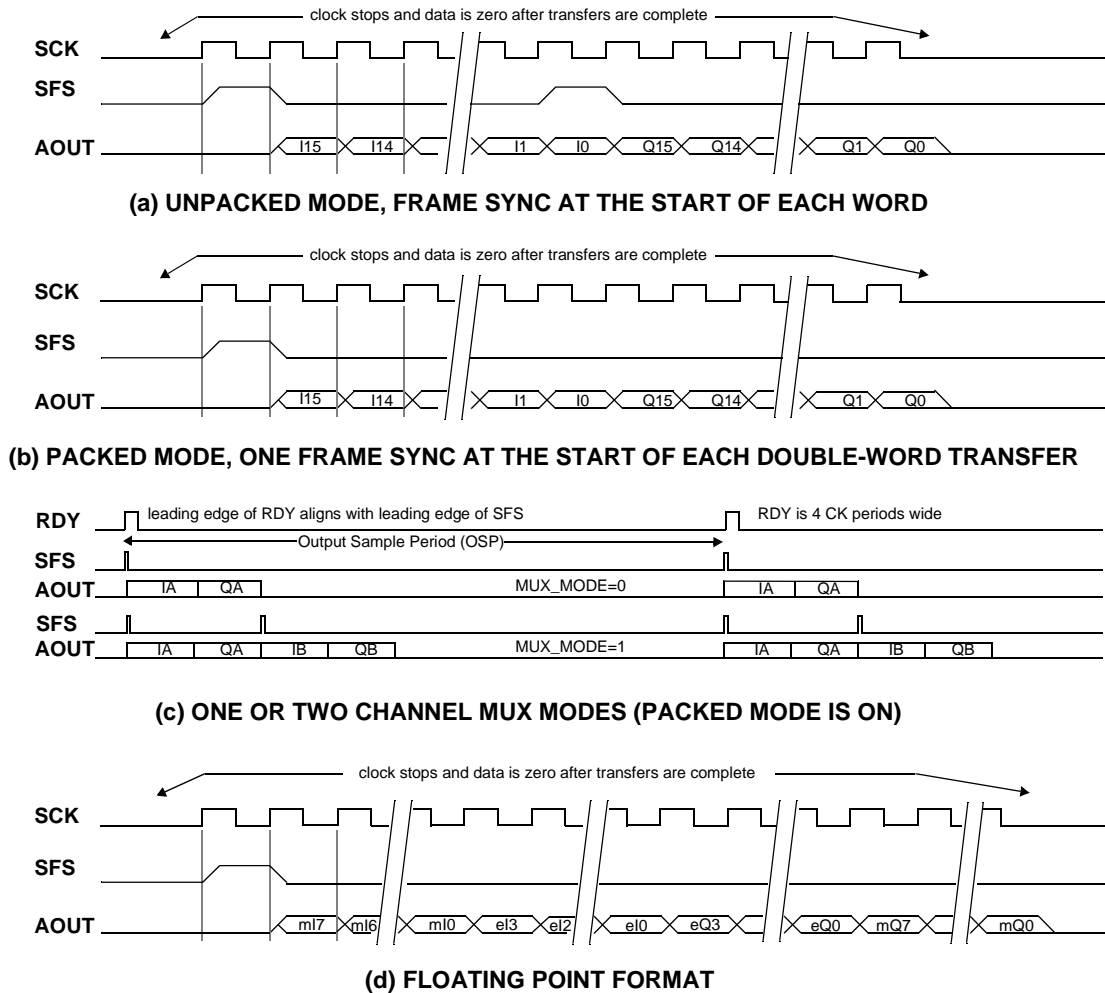 clock stops and data is zero after transfers are complete
SCK
SFS
AOUT I15 I14 I1 I0 Q15 Q14 Q1 Q0
(a) UNPACKED MODE, FRAME SYNC AT THE START OF EACH WORD
clock stops and data is zero after transfers are complete
SCK
SFS
AOUT I15 I14 I1 I0 Q15 Q14 Q1 Q0
(b) PACKED MODE, ONE FRAME SYNC AT THE START OF EACH DOUBLE-WORD TRANSFER
RDY leading edge of RDY aligns with leading edge of SFS RDY is 4 CK periods wide
Output Sample Period (OSP)
SFS
AOUT IA QA MUX_MODE=0 IA QA
SFS
AOUT IA QA IB QB MUX_MODE=1 IA QA IB QB
(c) ONE OR TWO CHANNEL MUX MODES (PACKED MODE IS ON)
clock stops and data is zero after transfers are complete
SCK
SFS
AOUT mI7 mI6 mI0 eI3 eI2 eI0 eQ3 eQ0 mQ7 mQ0
(d) FLOATING POINT FORMAT